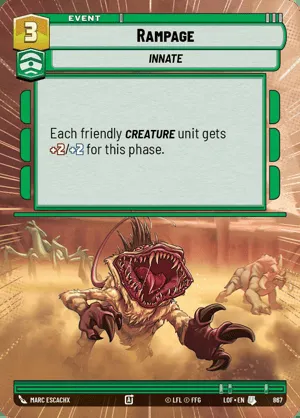 EVENT
3
RAMPAGE
INNATE
Each friendly CREATURE unit gets
+2/+2 for this phase.
MARC ESCACHX
© LFL © FFG
LOF • EN
867